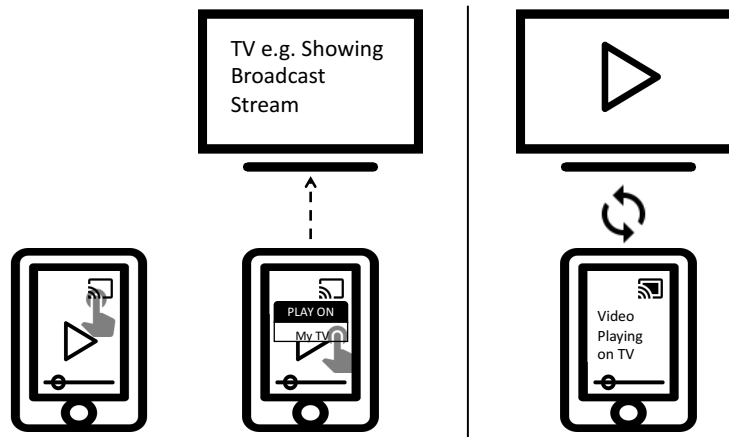 TV e.g. Showing
Broadcast
Stream
PLAY ON
My TV
Video
Playing
on TV